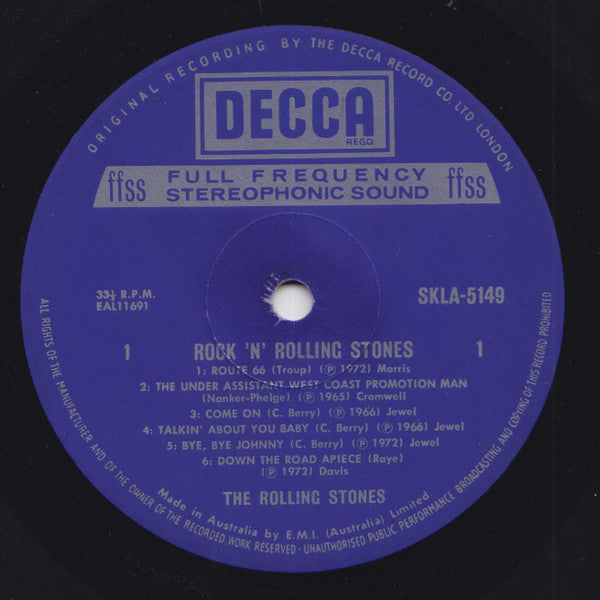 ORIGINAL RECORDING BY THE DECCA RECORD CO LTD LONDON
DECCA
REGD.
ffss FULL FREQUENCY STEREOPHONIC SOUND ffss
33⅓ R.P.M.
EAL11691
SKLA-5149
1 ROCK 'N' ROLLING STONES 1
1: ROUTE 66 (Troup) (℗ 1972) Morris
2: THE UNDER ASSISTANT WEST COAST PROMOTION MAN
(Nanker-Phelge) (℗ 1965) Cromwell
3: COME ON (C. Berry) (℗ 1966) Jewel
4: TALKIN' ABOUT YOU BABY (C. Berry) (℗ 1966) Jewel
5: BYE, BYE JOHNNY (C. Berry) (℗ 1972) Jewel
6: DOWN THE ROAD APIECE (Raye)
(℗ 1972) Davis
THE ROLLING STONES
Made in Australia by E.M.I. (Australia) Limited
ALL RIGHTS OF THE MANUFACTURER AND OF THE OWNER OF THE RECORDED WORK RESERVED · UNAUTHORISED PUBLIC PERFORMANCE BROADCASTING AND COPYING OF THIS RECORD PROHIBITED